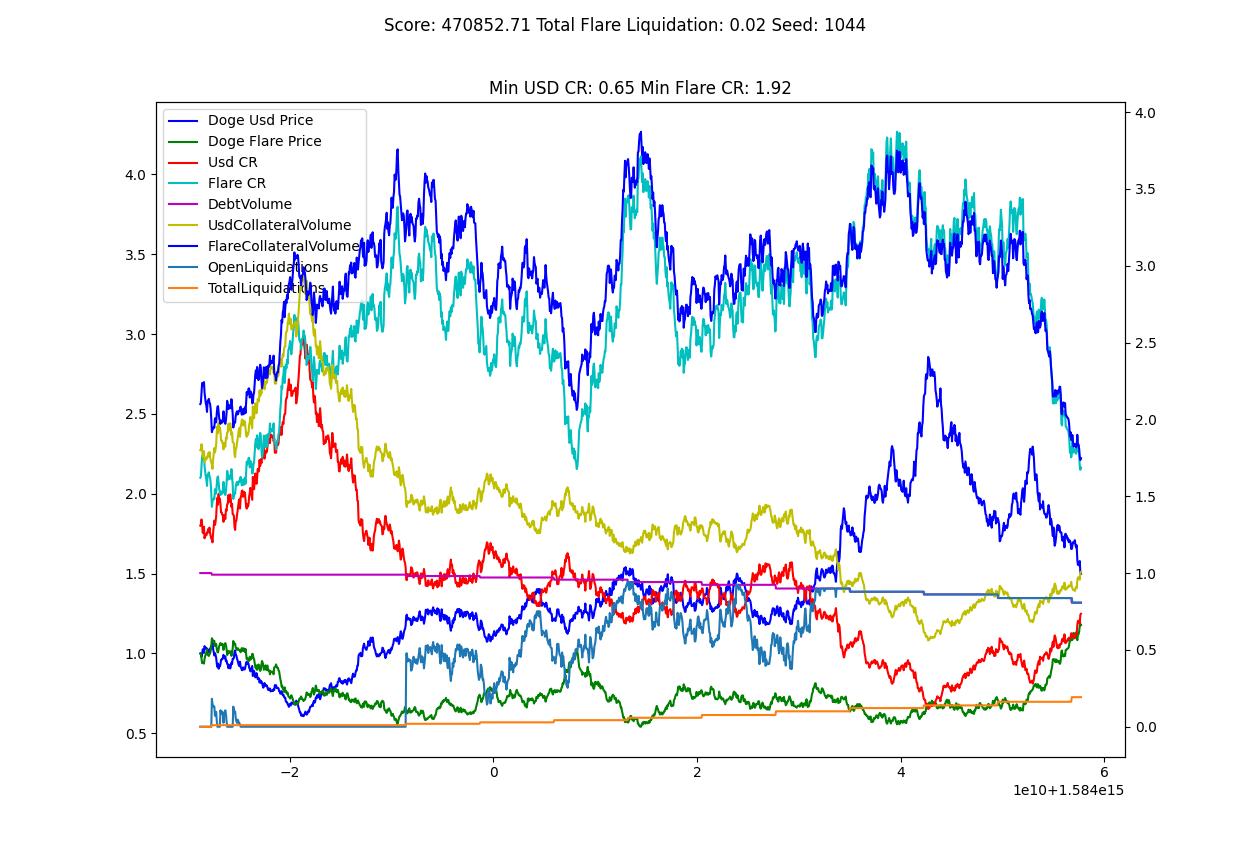 Score: 470852.71 Total Flare Liquidation: 0.02 Seed: 1044
Min USD CR: 0.65 Min Flare CR: 1.92
Doge Usd Price
Doge Flare Price
Usd CR
Flare CR
DebtVolume
UsdCollateralVolume
FlareCollateralVolume
OpenLiquidations
TotalLiquidations
4.0
3.5
3.0
2.5
2.0
1.5
1.0
0.5
4.0
3.5
3.0
2.5
2.0
1.5
1.0
0.5
0.0
−2 0 2 4 6
1e10+1.584e15